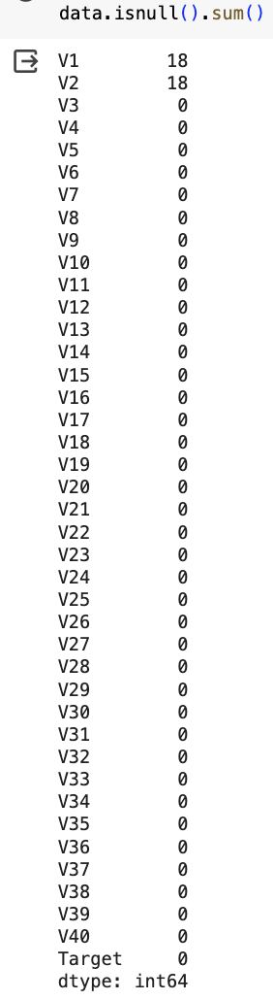 data.isnull().sum()
V1 18
V2 18
V3 0
V4 0
V5 0
V6 0
V7 0
V8 0
V9 0
V10 0
V11 0
V12 0
V13 0
V14 0
V15 0
V16 0
V17 0
V18 0
V19 0
V20 0
V21 0
V22 0
V23 0
V24 0
V25 0
V26 0
V27 0
V28 0
V29 0
V30 0
V31 0
V32 0
V33 0
V34 0
V35 0
V36 0
V37 0
V38 0
V39 0
V40 0
Target 0
dtype: int64